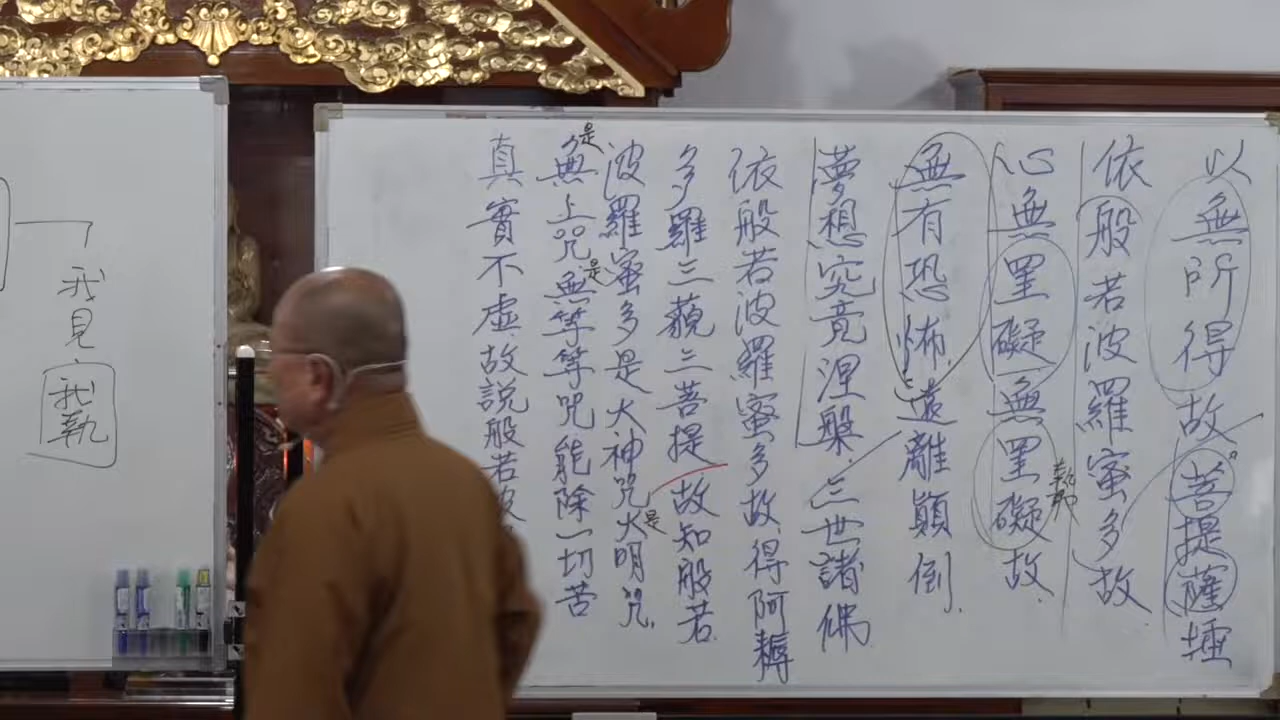 以無所得故。菩提薩埵
依般若波羅蜜多故
心無罣礙無罣礙故.
執
無有恐怖遠離顛倒.
夢想究竟涅槃.三世諸佛
依般若波羅蜜多故得阿耨
多羅三藐三菩提故知般若
波羅蜜多是大神咒是大明咒.
是無上咒是無等等咒能除一切苦
真實不虛.故說般若波
我見、
我執